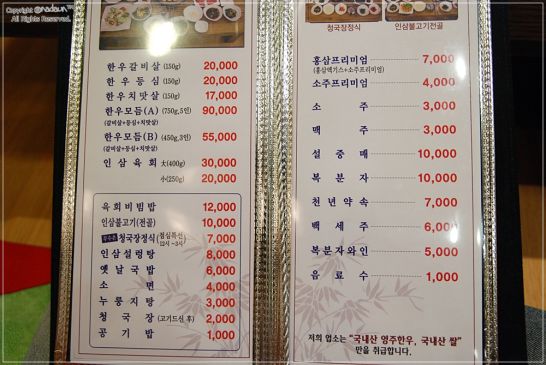 All Rights Reserved.
한우갈비살 (150g) 20,000
한우등심 (150g) 20,000
한우치맛살 (150g) 17,000
한우모듬(A) (750g,5인) 90,000
(갈비살+등심+치맛살)
한우모듬(B) (450g,3인) 55,000
(갈비살+등심+치맛살)
인삼육회 大(400g) 30,000
小(250g) 20,000
육회비빔밥 12,000
인삼불고기(전골) 10,000
청국장정식 (점심특선 12시~3시) 7,000
인삼설렁탕 8,000
옛날국밥 6,000
소면 4,000
누룽지탕 3,000
청국장 (고기드신 후) 2,000
공기밥 1,000
청국장정식
인삼불고기전골
홍삼프리미엄 7,000
(홍삼엑기스+소주프리미엄)
소주프리미엄 4,000
소주 3,000
맥주 3,000
설중매 10,000
복분자 10,000
천년약속 7,000
백세주 6,000
복분자와인 5,000
음료수 1,000
저희 업소는 "국내산 영주한우, 국내산 쌀"
만을 취급합니다.